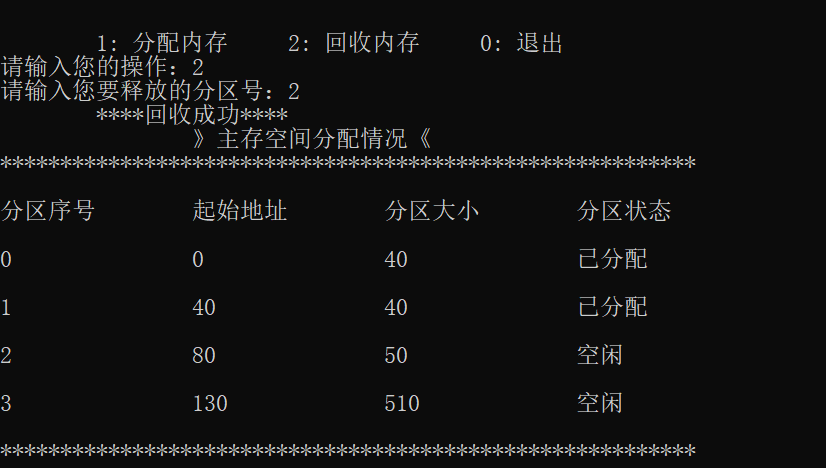 1: 分配内存 2: 回收内存 0: 退出
请输入您的操作：2
请输入您要释放的分区号：2
****回收成功****
》主存空间分配情况《
**********************************************************
分区序号 起始地址 分区大小 分区状态
0 0 40 已分配
1 40 40 已分配
2 80 50 空闲
3 130 510 空闲
**********************************************************